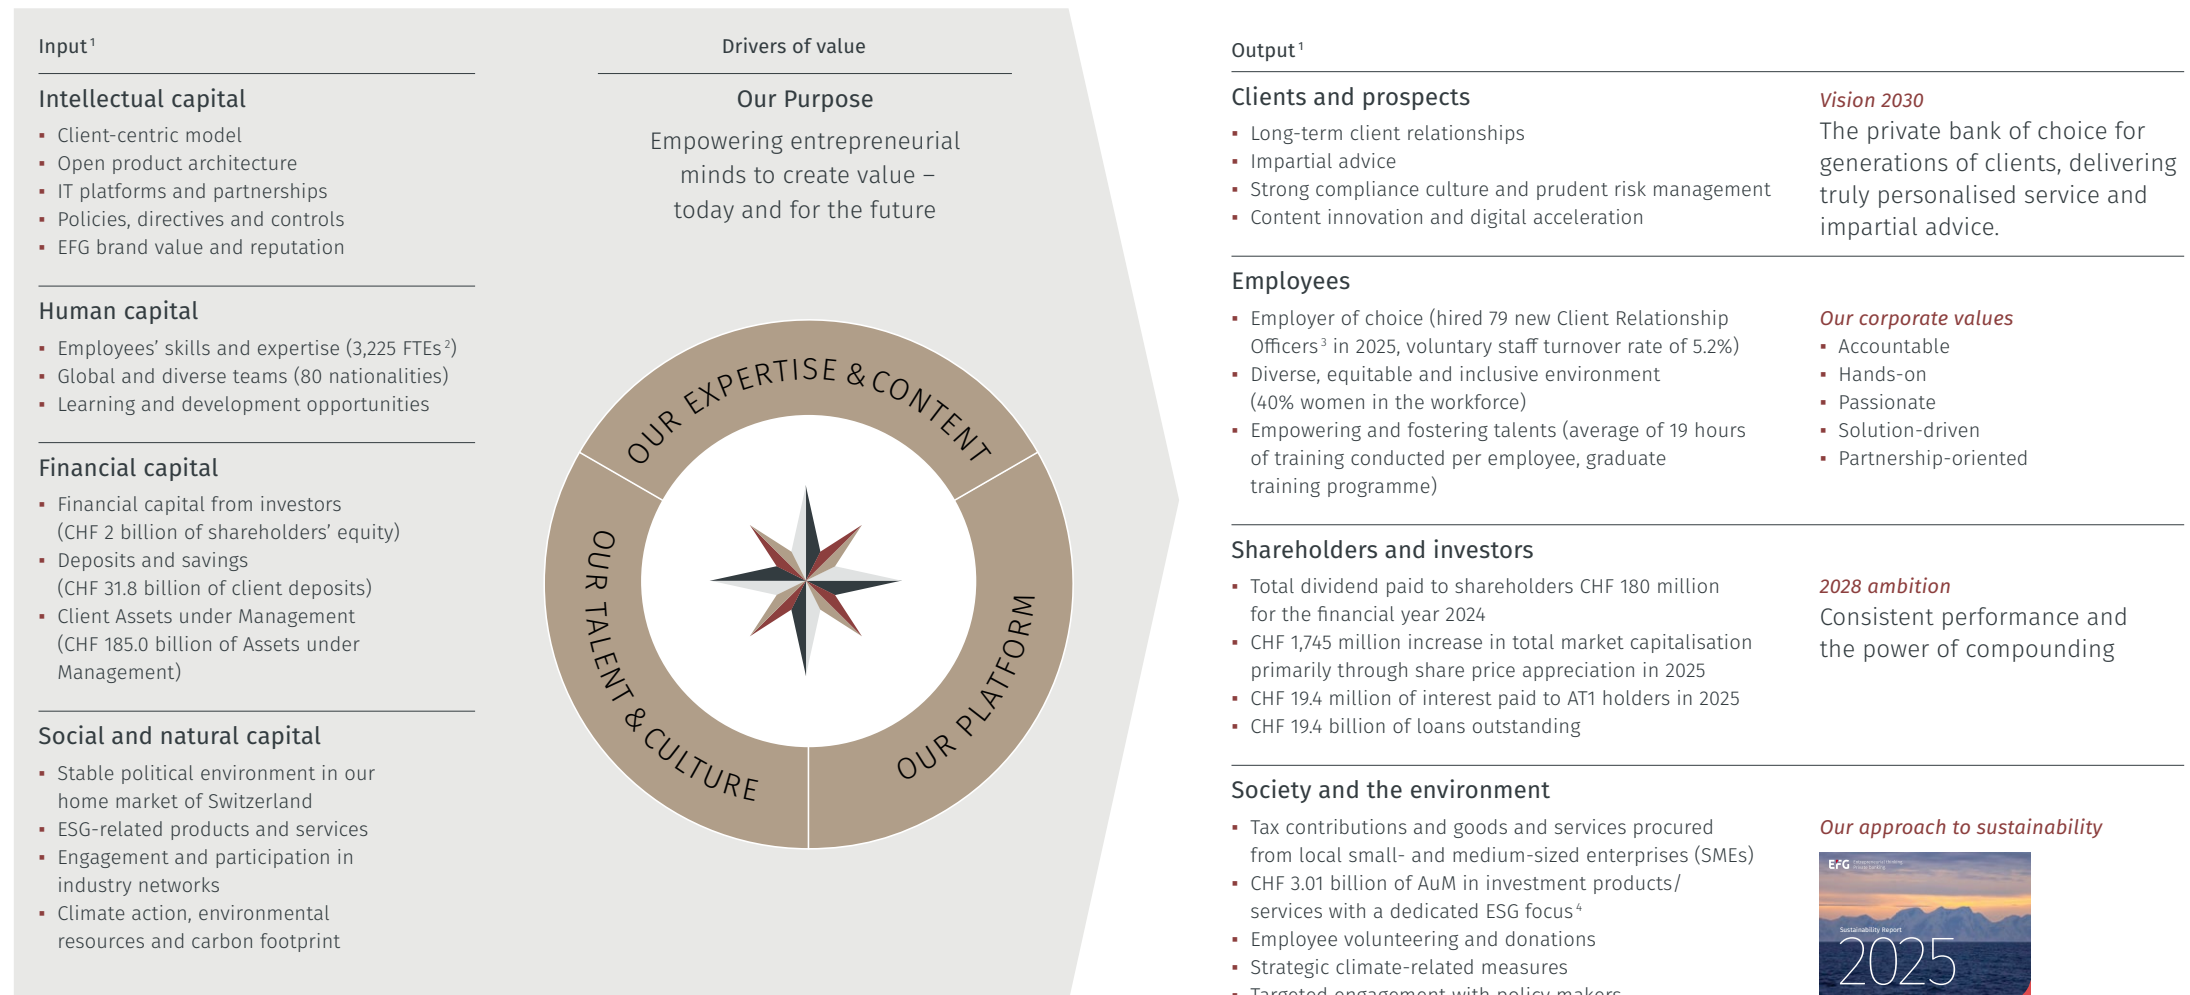 Input¹
Intellectual capital
▪ Client-centric model
▪ Open product architecture
▪ IT platforms and partnerships
▪ Policies, directives and controls
▪ EFG brand value and reputation
Human capital
▪ Employees’ skills and expertise (3,225 FTEs²)
▪ Global and diverse teams (80 nationalities)
▪ Learning and development opportunities
Financial capital
▪ Financial capital from investors
(CHF 2 billion of shareholders’ equity)
▪ Deposits and savings
(CHF 31.8 billion of client deposits)
▪ Client Assets under Management
(CHF 185.0 billion of Assets under
Management)
Social and natural capital
▪ Stable political environment in our
home market of Switzerland
▪ ESG-related products and services
▪ Engagement and participation in
industry networks
▪ Climate action, environmental
resources and carbon footprint
Drivers of value
Our Purpose
Empowering entrepreneurial
minds to create value –
today and for the future
OUR EXPERTISE & CONTENT
OUR TALENT & CULTURE
OUR PLATFORM
Output¹
Clients and prospects
▪ Long-term client relationships
▪ Impartial advice
▪ Strong compliance culture and prudent risk management
▪ Content innovation and digital acceleration
Vision 2030
The private bank of choice for
generations of clients, delivering
truly personalised service and
impartial advice.
Employees
▪ Employer of choice (hired 79 new Client Relationship
Officers³ in 2025, voluntary staff turnover rate of 5.2%)
▪ Diverse, equitable and inclusive environment
(40% women in the workforce)
▪ Empowering and fostering talents (average of 19 hours
of training conducted per employee, graduate
training programme)
Our corporate values
▪ Accountable
▪ Hands-on
▪ Passionate
▪ Solution-driven
▪ Partnership-oriented
Shareholders and investors
▪ Total dividend paid to shareholders CHF 180 million
for the financial year 2024
▪ CHF 1,745 million increase in total market capitalisation
primarily through share price appreciation in 2025
▪ CHF 19.4 million of interest paid to AT1 holders in 2025
▪ CHF 19.4 billion of loans outstanding
2028 ambition
Consistent performance and
the power of compounding
Society and the environment
▪ Tax contributions and goods and services procured
from local small- and medium-sized enterprises (SMEs)
▪ CHF 3.01 billion of AuM in investment products/
services with a dedicated ESG focus⁴
▪ Employee volunteering and donations
▪ Strategic climate-related measures
▪ Targeted engagement with policy makers
Our approach to sustainability
EFG
Sustainability Report
2025